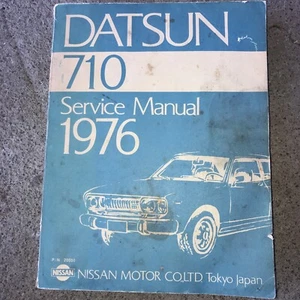 DATSUN
710
Service Manual
1976
NISSAN
NISSAN MOTOR CO.,LTD. Tokyo Japan